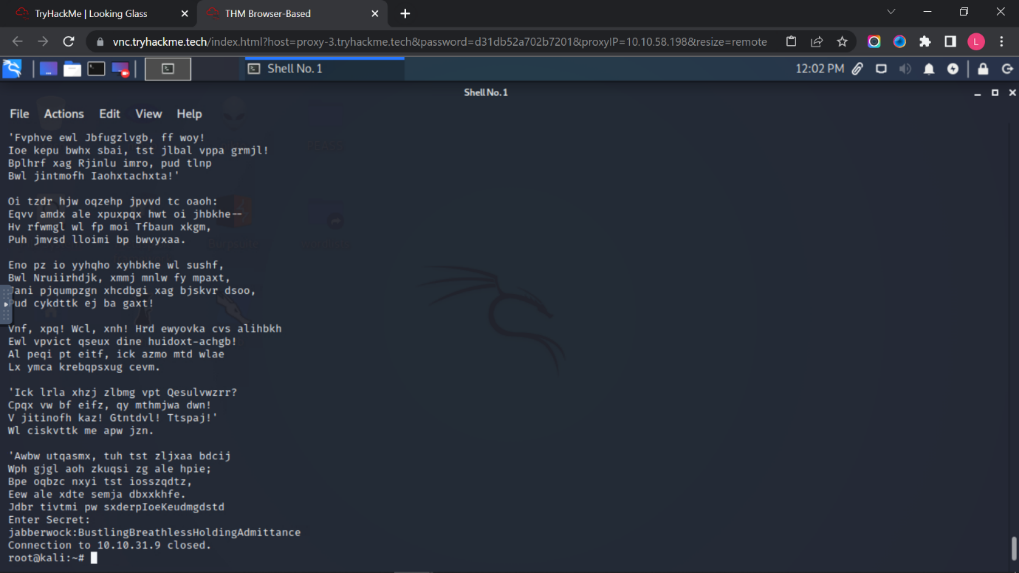 TryHackMe | Looking Glass
THM Browser-Based
vnc.tryhackme.tech/index.html?host=proxy-3.tryhackme.tech&password=d31db52a702b7201&proxyIP=10.10.58.198&resize=remote
L
Shell No. 1
12:02 PM
Shell No. 1
File Actions Edit View Help
'Fvphve ewl Jbfugzlvgb, ff woy!
Ioe kepu bwhx sbai, tst jlbal vppa grmjl!
Bplhrf xag Rjinlu imro, pud tlnp
Bwl jintmofh Iaohxtachxta!'
Oi tzdr hjw oqzehp jpvvd tc oaoh:
Eqvv amdx ale xpuxpqx hwt oi jhbkhe--
Hv rfwmgl wl fp moi Tfbaun xkgm,
Puh jmvsd lloimi bp bwvyxaa.
Eno pz io yyhqho xyhbkhe wl sushf,
Bwl Nruiirhdjk, xmmj mnlw fy mpaxt,
Jani pjqumpzgn xhcdbgi xag bjskvr dsoo,
Pud cykdttk ej ba gaxt!
Vnf, xpq! Wcl, xnh! Hrd ewyovka cvs alihbkh
Ewl vpvict qseux dine huidoxt-achgb!
Al peqi pt eitf, ick azmo mtd wlae
Lx ymca krebqpsxug cevm.
'Ick lrla xhzj zlbmg vpt Qesulvwzrr?
Cpqx vw bf eifz, qy mthmjwa dwn!
V jitinofh kaz! Gtntdvl! Ttspaj!'
Wl ciskvttk me apw jzn.
'Awbw utqasmx, tuh tst zljxaa bdcij
Wph gjgl aoh zkuqsi zg ale hpie;
Bpe oqbzc nxyi tst iosszqdtz,
Eew ale xdte semja dbxxkhfe.
Jdbr tivtmi pw sxderpIoeKeudmgdstd
Enter Secret:
jabberwock:BustlingBreathlessHoldingAdmittance
Connection to 10.10.31.9 closed.
root@kali:~#